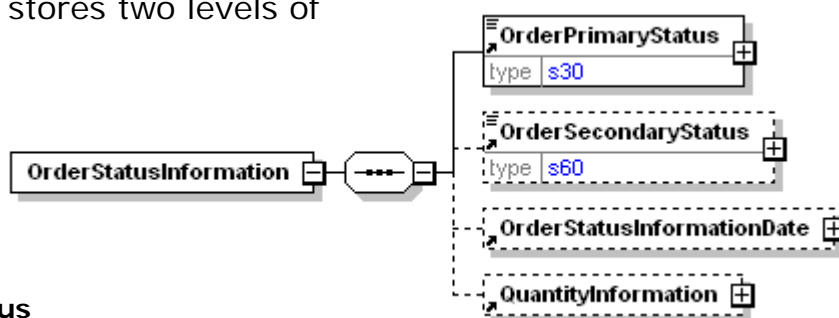 stores two levels of
OrderPrimaryStatus
type s30
OrderSecondaryStatus
type s60
OrderStatusInformation
OrderStatusInformationDate
QuantityInformation
us